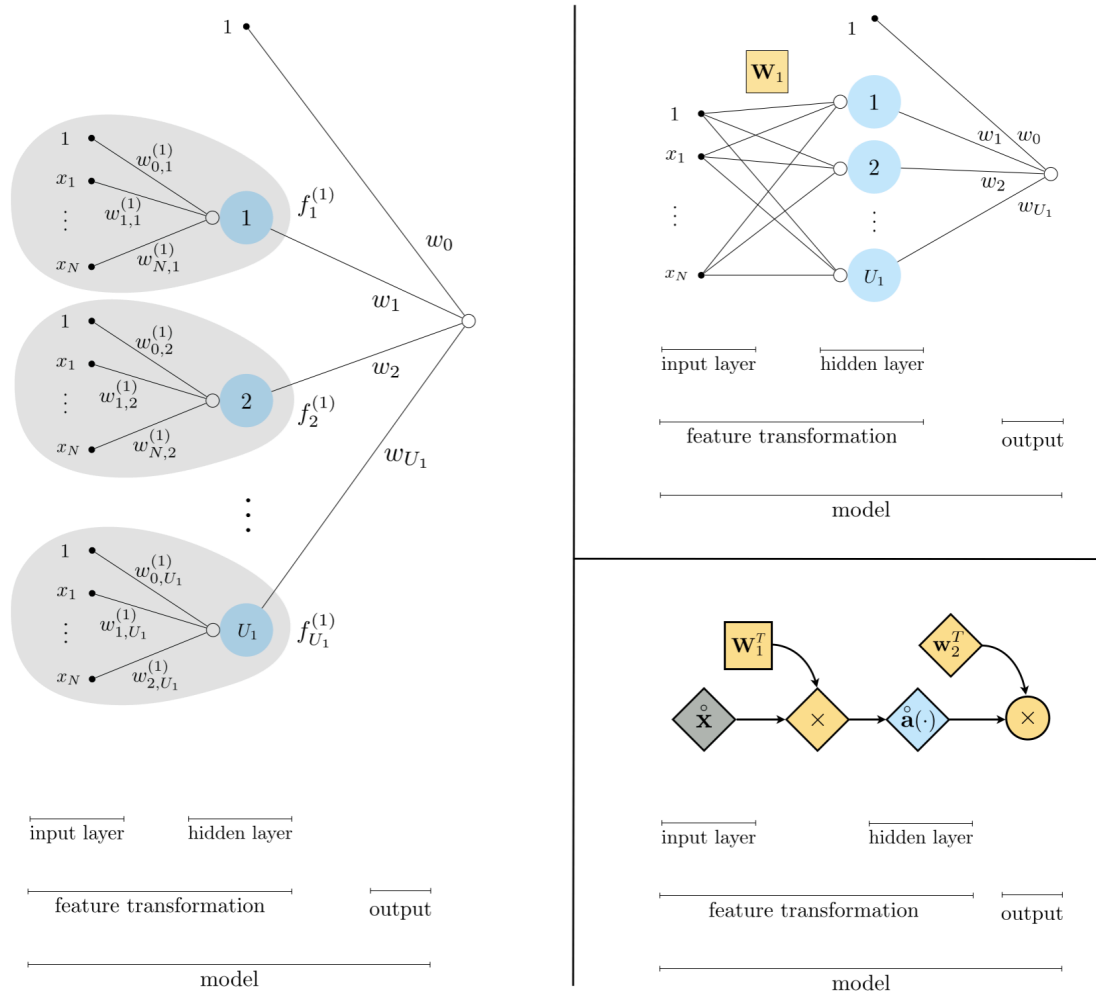 1
1
w_{0,1}^{(1)}
x_1
w_{1,1}^{(1)}
⋮
w_{N,1}^{(1)}
x_N
1
f_1^{(1)}
w_0
w_1
1
w_{0,2}^{(1)}
x_1
w_{1,2}^{(1)}
⋮
w_{N,2}^{(1)}
x_N
2
f_2^{(1)}
w_2
w_{U_1}
⋮
1
w_{0,U_1}^{(1)}
x_1
w_{1,U_1}^{(1)}
⋮
w_{2,U_1}^{(1)}
x_N
U_1
f_{U_1}^{(1)}
input layer hidden layer
feature transformation output
model
1
W_1
1
x_1
⋮
x_N
1
2
⋮
U_1
w_1 w_0
w_2
w_{U_1}
input layer hidden layer
feature transformation output
model
W_1^T w_2^T
x̊ × å(·) ×
input layer hidden layer
feature transformation output
model